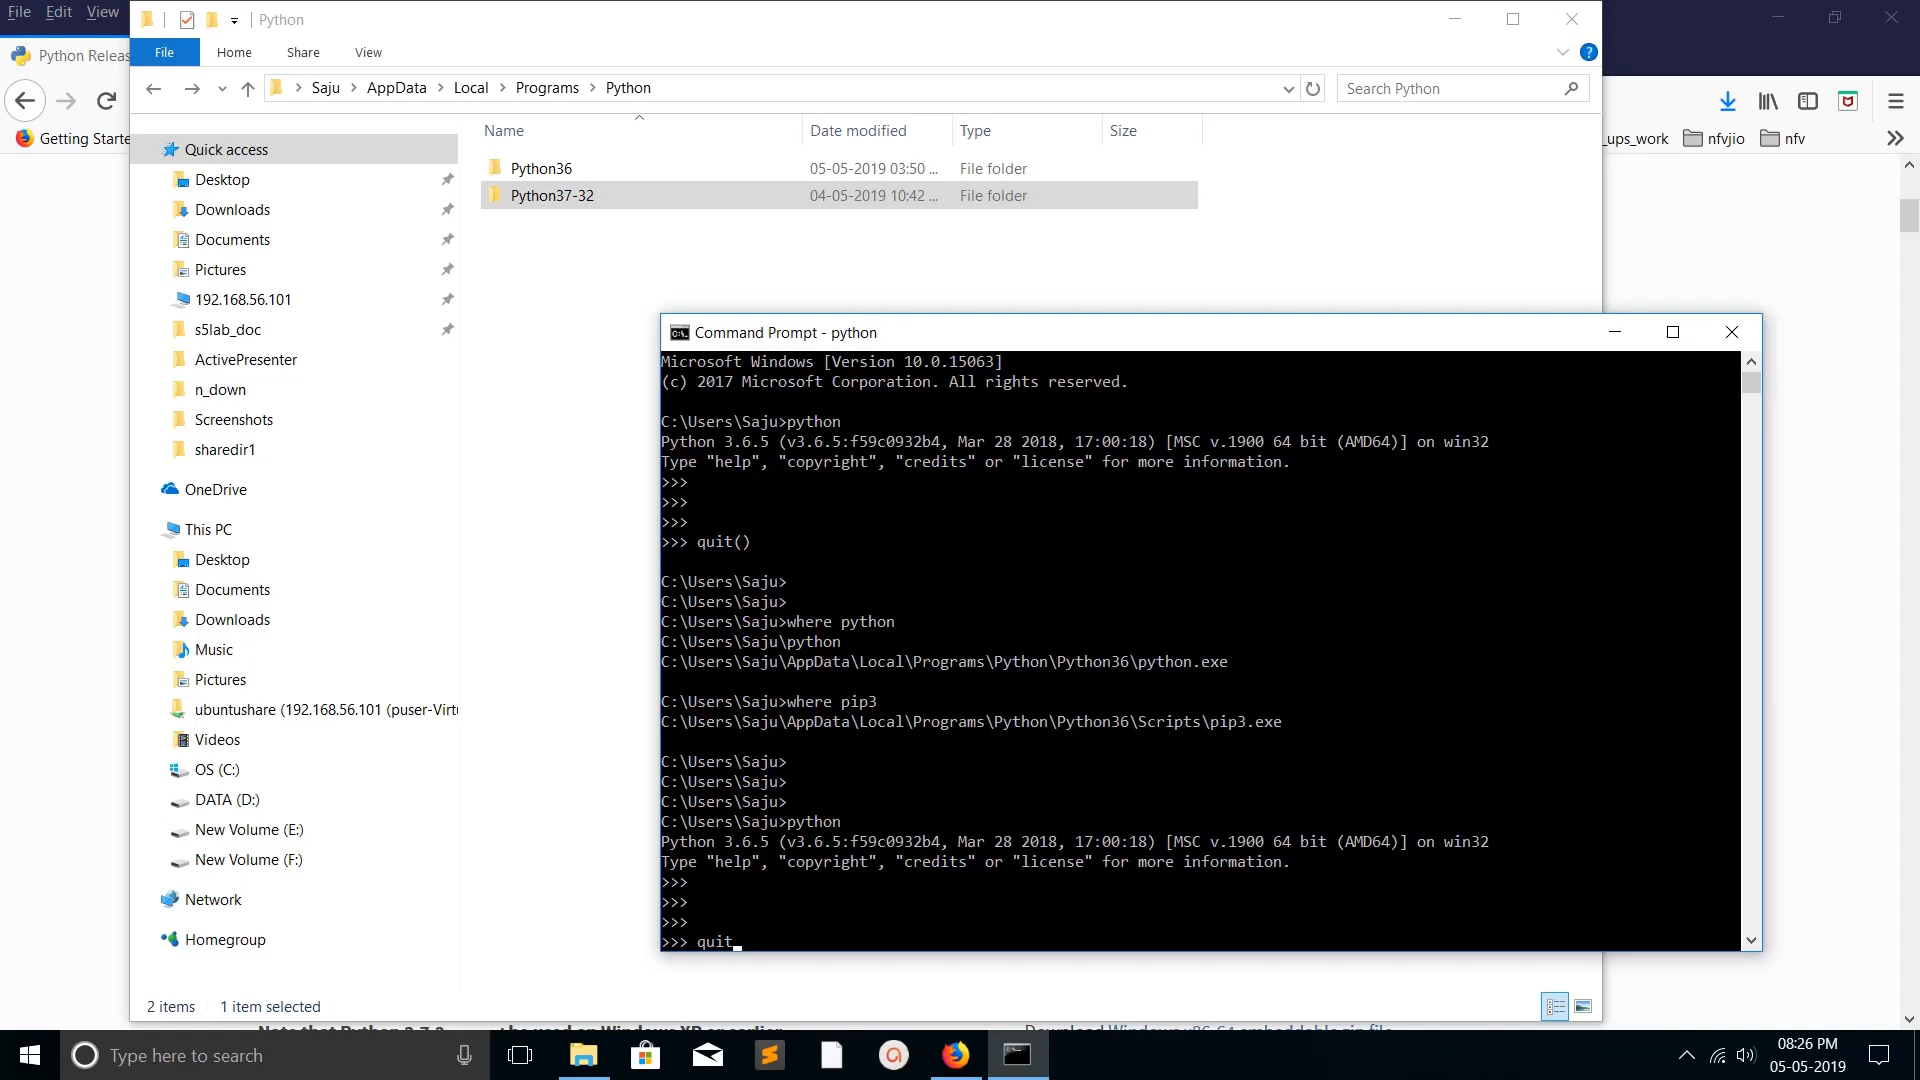 File Edit View
Python
Python Releas
File Home Share View
Saju > AppData > Local > Programs > Python
Search Python
Getting Starte
_ups_work nfvjio nfv
Name Date modified Type Size
Python36 05-05-2019 03:50 ... File folder
Python37-32 04-05-2019 10:42 ... File folder
Quick access
Desktop
Downloads
Documents
Pictures
192.168.56.101
s5lab_doc
ActivePresenter
n_down
Screenshots
sharedir1
OneDrive
This PC
Desktop
Documents
Downloads
Music
Pictures
ubuntushare (192.168.56.101 (puser-Virtu
Videos
OS (C:)
DATA (D:)
New Volume (E:)
New Volume (F:)
Network
Homegroup
2 items 1 item selected
Command Prompt - python
Microsoft Windows [Version 10.0.15063]
(c) 2017 Microsoft Corporation. All rights reserved.
C:\Users\Saju>python
Python 3.6.5 (v3.6.5:f59c0932b4, Mar 28 2018, 17:00:18) [MSC v.1900 64 bit (AMD64)] on win32
Type "help", "copyright", "credits" or "license" for more information.
>>>
>>>
>>>
>>> quit()
C:\Users\Saju>
C:\Users\Saju>
C:\Users\Saju>where python
C:\Users\Saju\python
C:\Users\Saju\AppData\Local\Programs\Python\Python36\python.exe
C:\Users\Saju>where pip3
C:\Users\Saju\AppData\Local\Programs\Python\Python36\Scripts\pip3.exe
C:\Users\Saju>
C:\Users\Saju>
C:\Users\Saju>
C:\Users\Saju>python
Python 3.6.5 (v3.6.5:f59c0932b4, Mar 28 2018, 17:00:18) [MSC v.1900 64 bit (AMD64)] on win32
Type "help", "copyright", "credits" or "license" for more information.
>>>
>>>
>>>
>>> quit
Type here to search
08:26 PM
05-05-2019